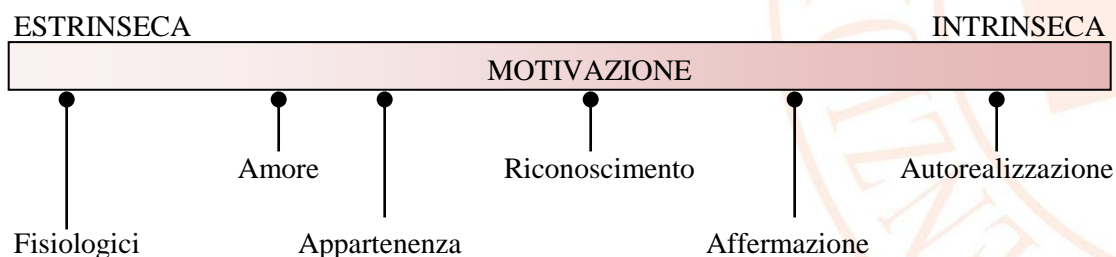 ESTRINSECA INTRINSECA
MOTIVAZIONE
Amore Riconoscimento Autorealizzazione
Fisiologici Appartenenza Affermazione